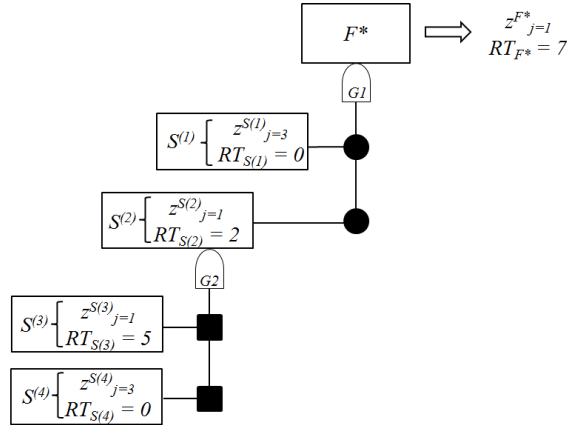 F*
z^{F*}_{j=1}
RT_{F*} = 7
G1
S^{(1)}
z^{S(1)}_{j=3}
RT_{S(1)} = 0
S^{(2)}
z^{S(2)}_{j=1}
RT_{S(2)} = 2
G2
S^{(3)}
z^{S(3)}_{j=1}
RT_{S(3)} = 5
S^{(4)}
z^{S(4)}_{j=3}
RT_{S(4)} = 0